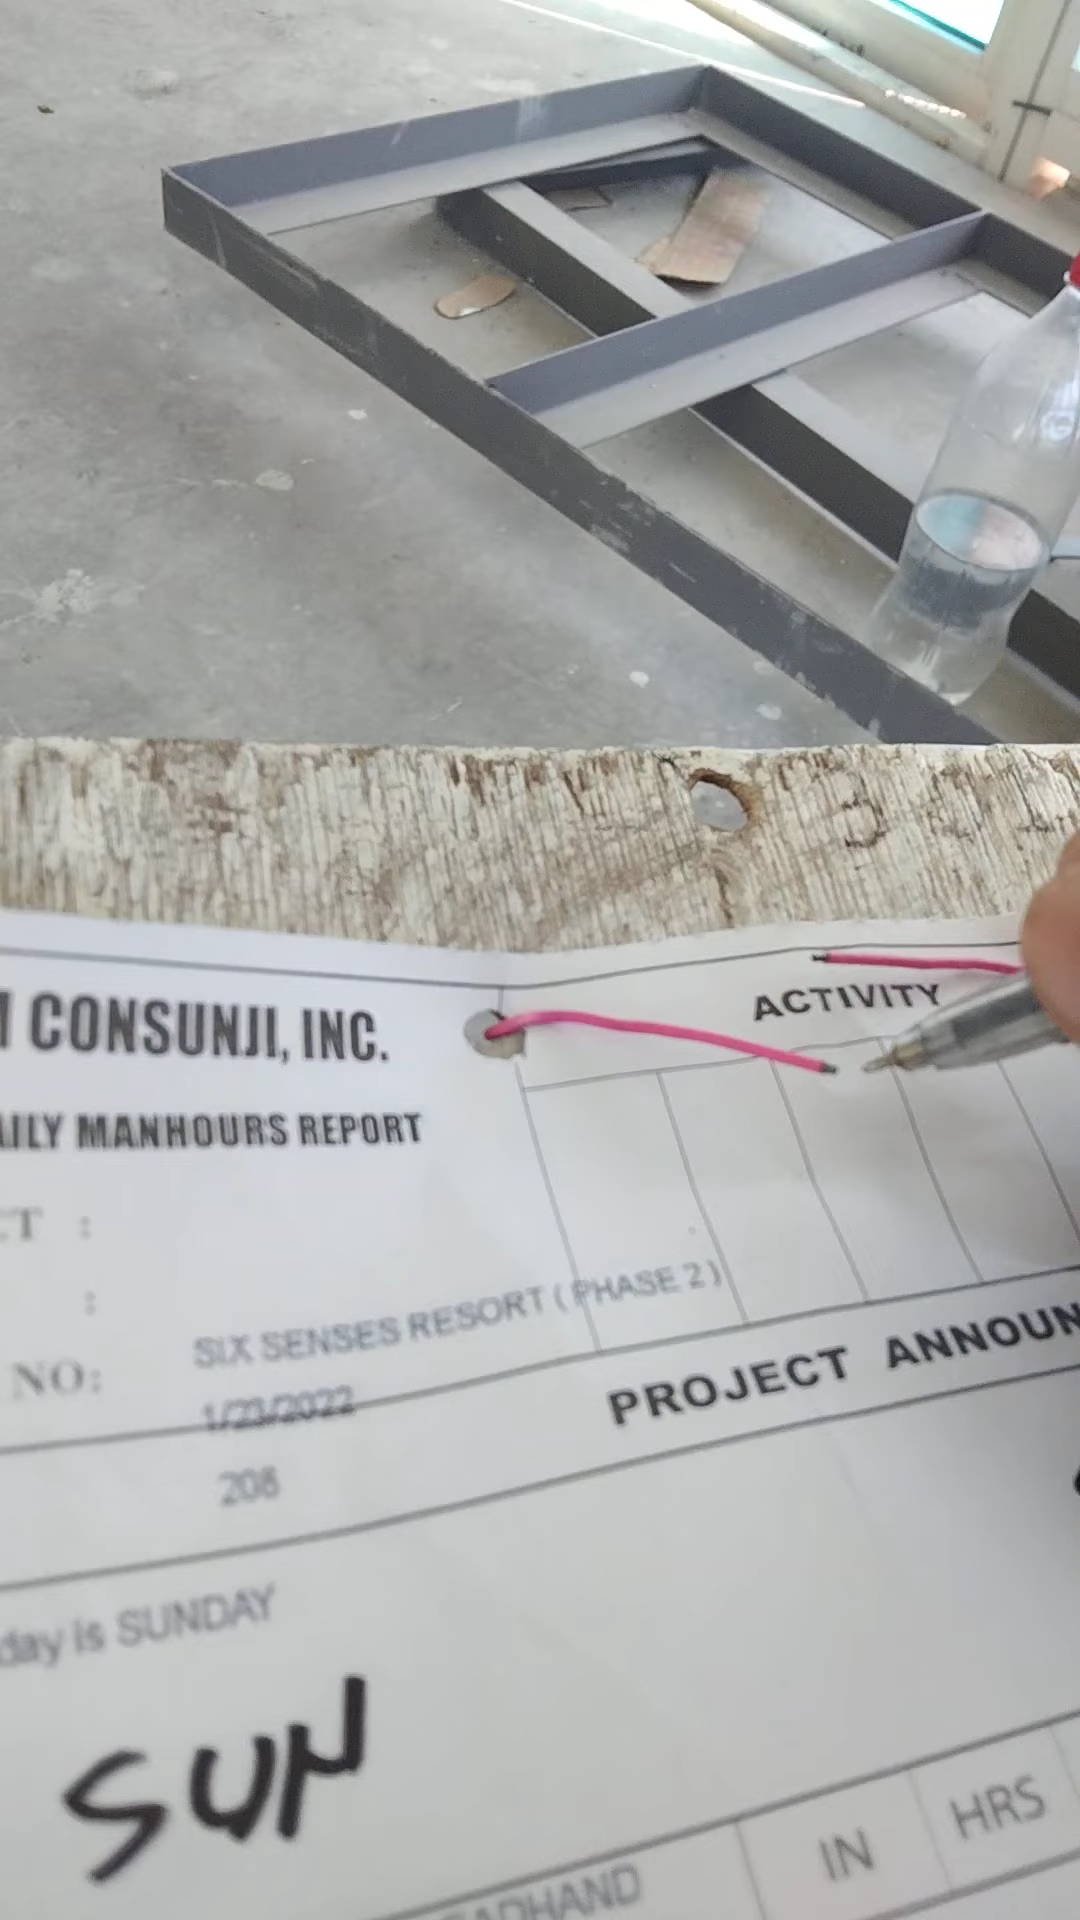 CONSUNJI, INC.
ACTIVITY
MANHOURS REPORT
:
:
SIX SENSES RESORT ( PHASE 2 )
NO:
1/23/2022
PROJECT ANNOUN
208
day is SUNDAY
SUN
IN HRS